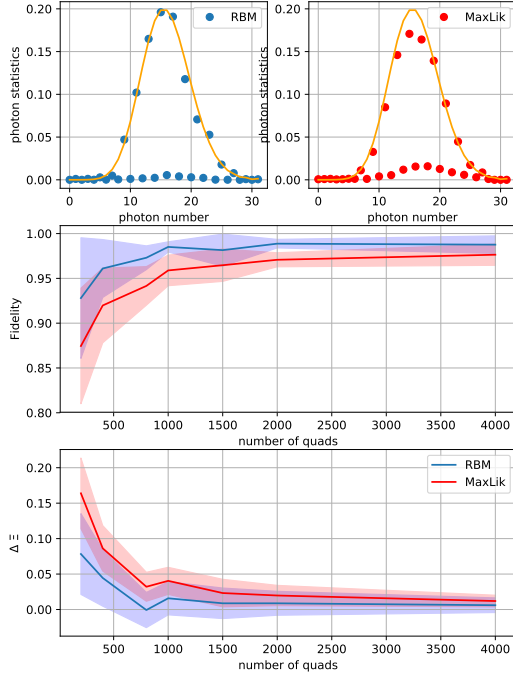 photon statistics
0.20
0.15
0.10
0.05
0.00
RBM
0 10 20 30
photon number
photon statistics
0.20
0.15
0.10
0.05
0.00
MaxLik
0 10 20 30
photon number
Fidelity
1.00
0.95
0.90
0.85
0.80
500 1000 1500 2000 2500 3000 3500 4000
number of quads
Δ Ξ
0.20
0.15
0.10
0.05
0.00
RBM
MaxLik
500 1000 1500 2000 2500 3000 3500 4000
number of quads